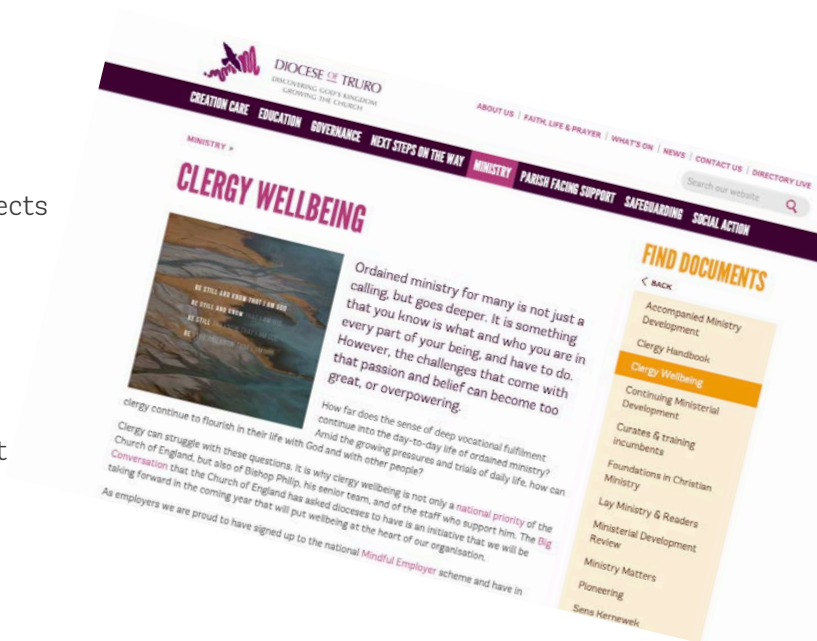 ects
t
DIOCESE OF TRURO
DISCOVERING GOD'S KINGDOM
GROWING THE CHURCH
ABOUT US | FAITH, LIFE & PRAYER | WHAT'S ON | NEWS | CONTACT US | DIRECTORY LIVE
Search our website
CREATION CARE EDUCATION GOVERNANCE NEXT STEPS ON THE WAY MINISTRY PARISH FACING SUPPORT SAFEGUARDING SOCIAL ACTION
MINISTRY »
CLERGY WELLBEING
BE STILL AND KNOW THAT I AM GOD
BE STILL AND KNOW THAT I AM
BE STILL
BE
Ordained ministry for many is not just a
calling, but goes deeper. It is something
that you know is what and who you are in
every part of your being, and have to do.
However, the challenges that come with
that passion and belief can become too
great, or overpowering.
How far does the sense of deep vocational fulfilment
continue into the day-to-day life of ordained ministry?
Amid the growing pressures and trials of daily life, how can
clergy continue to flourish in their life with God and with other people?
Clergy can struggle with these questions. It is why clergy wellbeing is not only a national priority of the
Church of England, but also of Bishop Philip, his senior team, and of the staff who support him. The Big
Conversation that the Church of England has asked dioceses to have is an initiative that we will be
taking forward in the coming year that will put wellbeing at the heart of our organisation.
As employers we are proud to have signed up to the national Mindful Employer scheme and have in
FIND DOCUMENTS
< BACK
Accompanied Ministry
Development
Clergy Handbook
Clergy Wellbeing
Continuing Ministerial
Development
Curates & training
incumbents
Foundations in Christian
Ministry
Lay Ministry & Readers
Ministerial Development
Review
Ministry Matters
Pioneering
Sens Kernewek